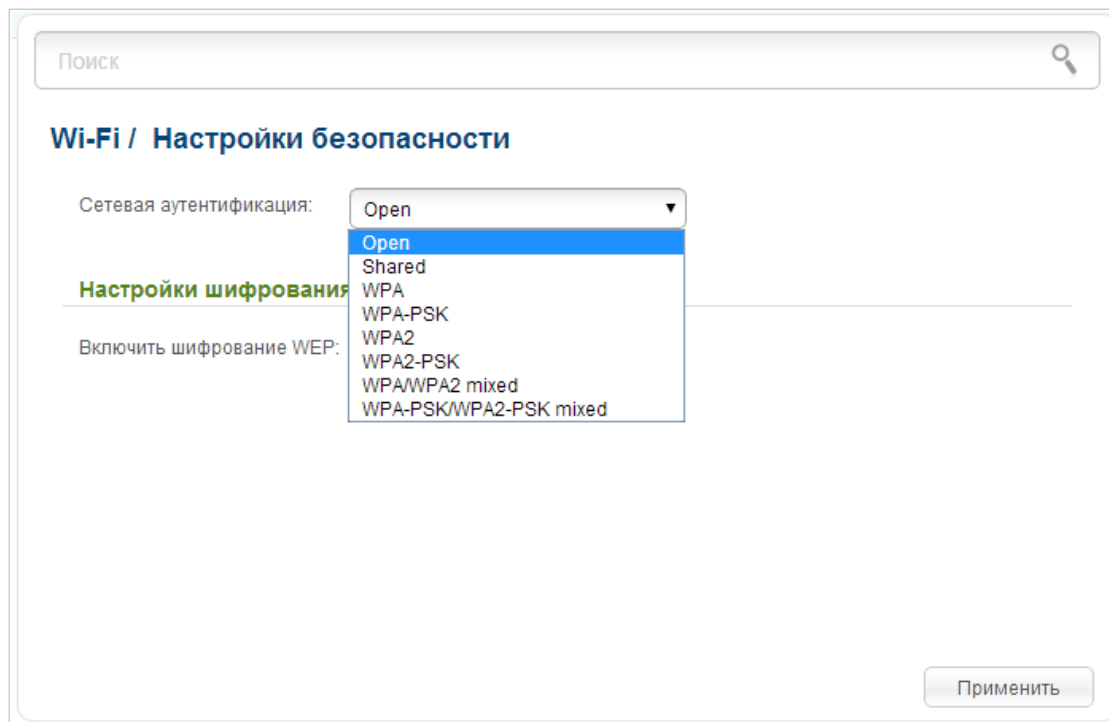 Поиск
Wi-Fi / Настройки безопасности
Сетевая аутентификация:
Open
Open
Shared
WPA
WPA-PSK
WPA2
WPA2-PSK
WPA/WPA2 mixed
WPA-PSK/WPA2-PSK mixed
Настройки шифрования
Включить шифрование WEP:
Применить